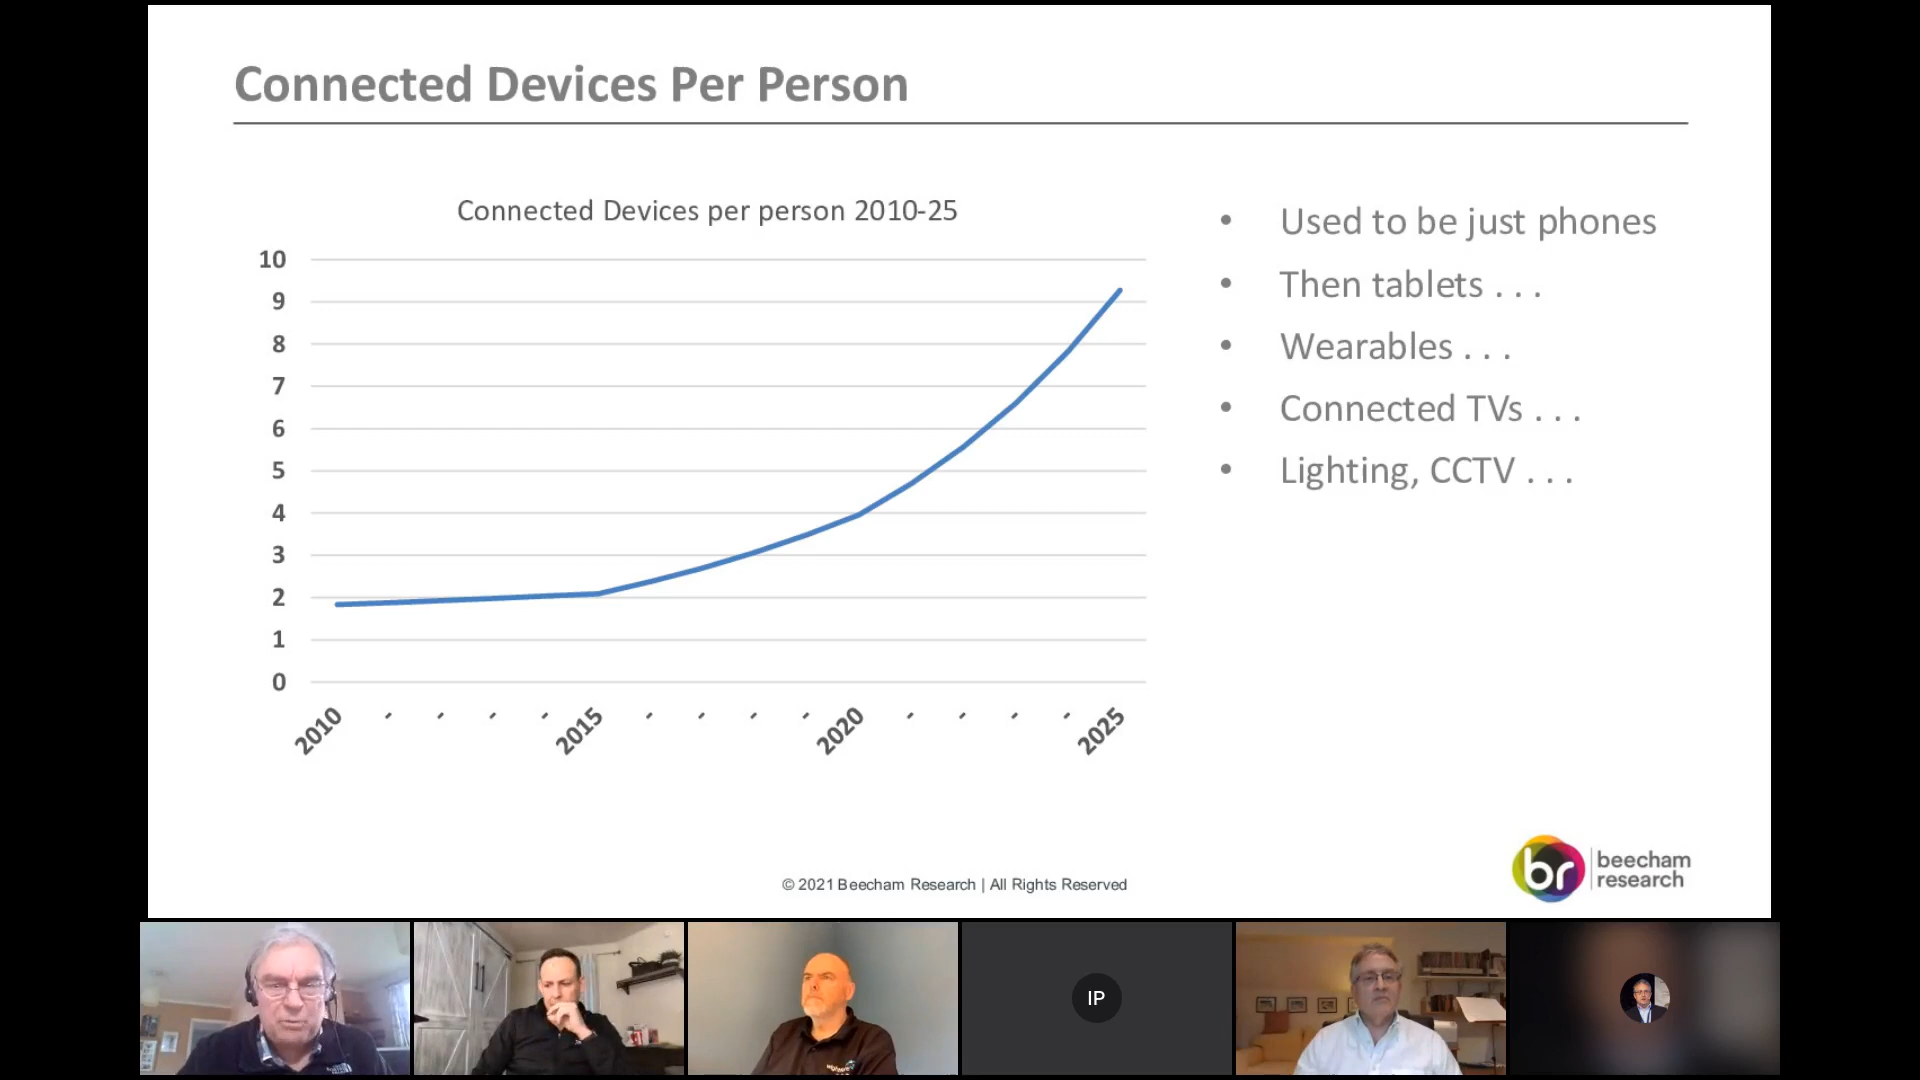 Connected Devices Per Person
Connected Devices per person 2010-25
10
9
8
7
6
5
4
3
2
1
0
2010 - - - - 2015 - - - - 2020 - - - - 2025
• Used to be just phones
• Then tablets . . .
• Wearables . . .
• Connected TVs . . .
• Lighting, CCTV . . .
© 2021 Beecham Research | All Rights Reserved
br
beecham
research
IP